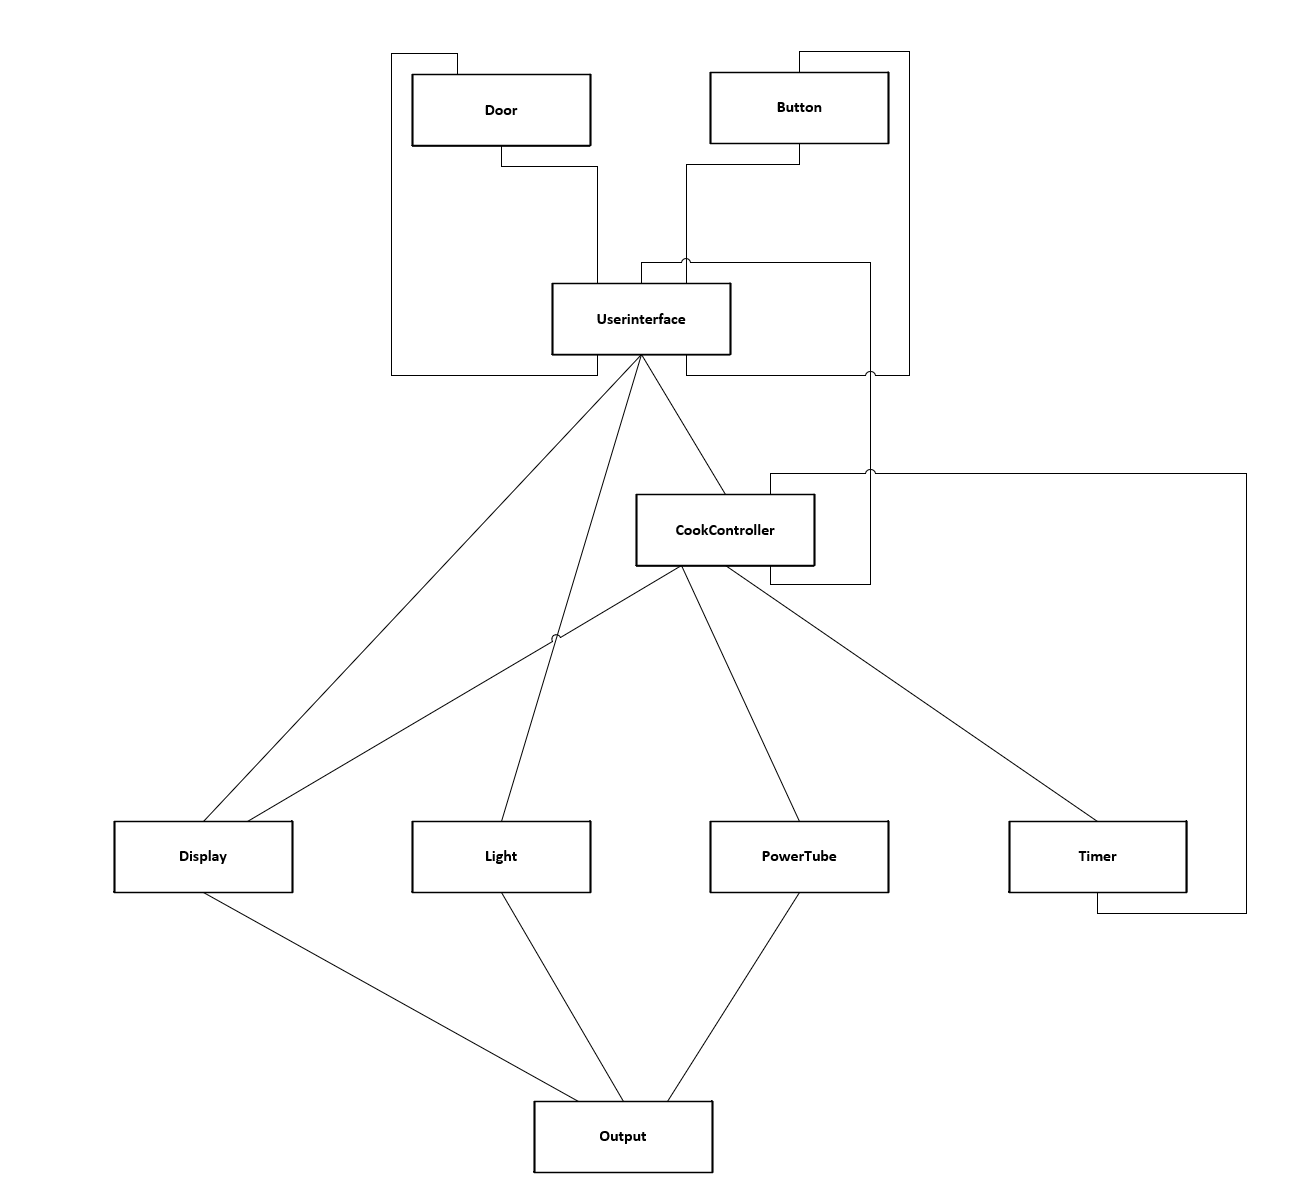 Door
Button
Userinterface
CookController
Display
Light
PowerTube
Timer
Output